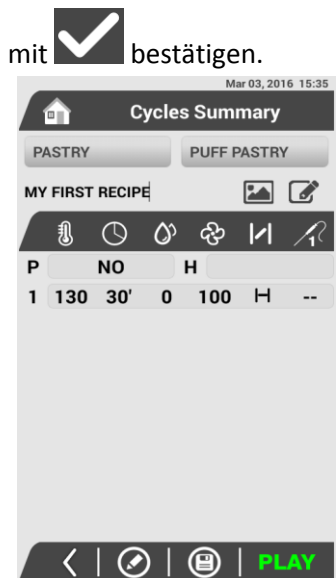 mit bestätigen.
Mar 03, 2016 15:35
Cycles Summary
PASTRY PUFF PASTRY
MY FIRST RECIPE
1
P NO H
1 130 30' 0 100 --
PLAY